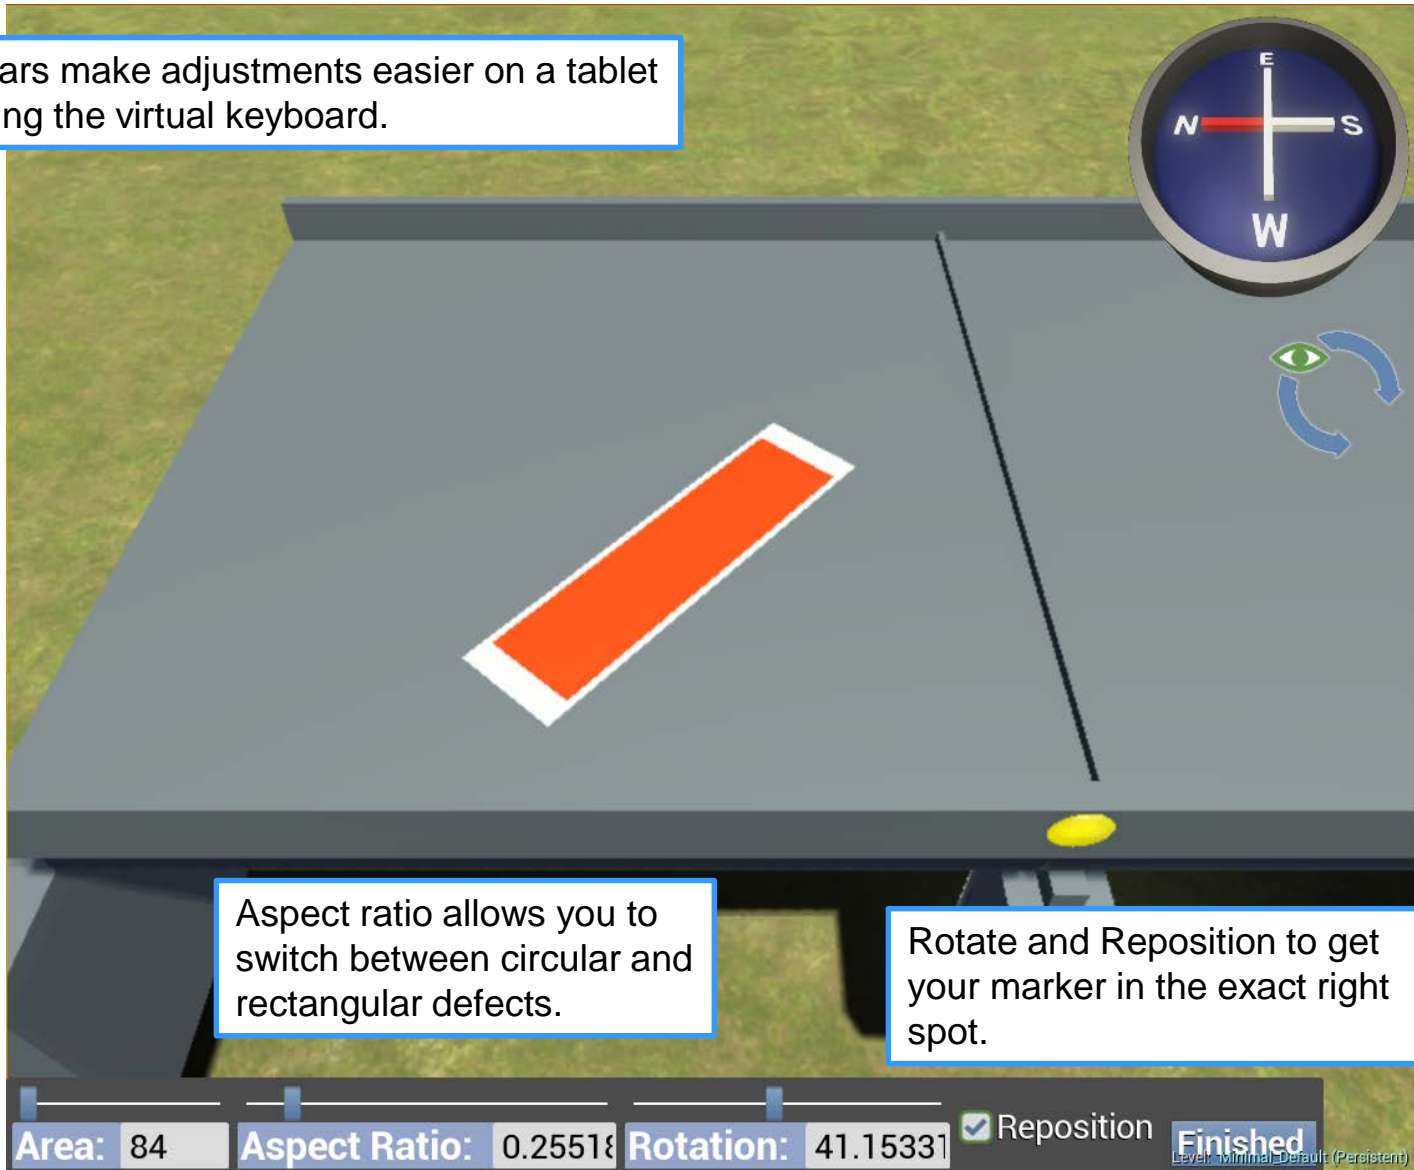 ars make adjustments easier on a tablet
ng the virtual keyboard.
E
N S
W
Aspect ratio allows you to
switch between circular and
rectangular defects.
Rotate and Reposition to get
your marker in the exact right
spot.
Area: 84 Aspect Ratio: 0.25518 Rotation: 41.15331 Reposition Finished
Level: Minimal_Default (Persistent)